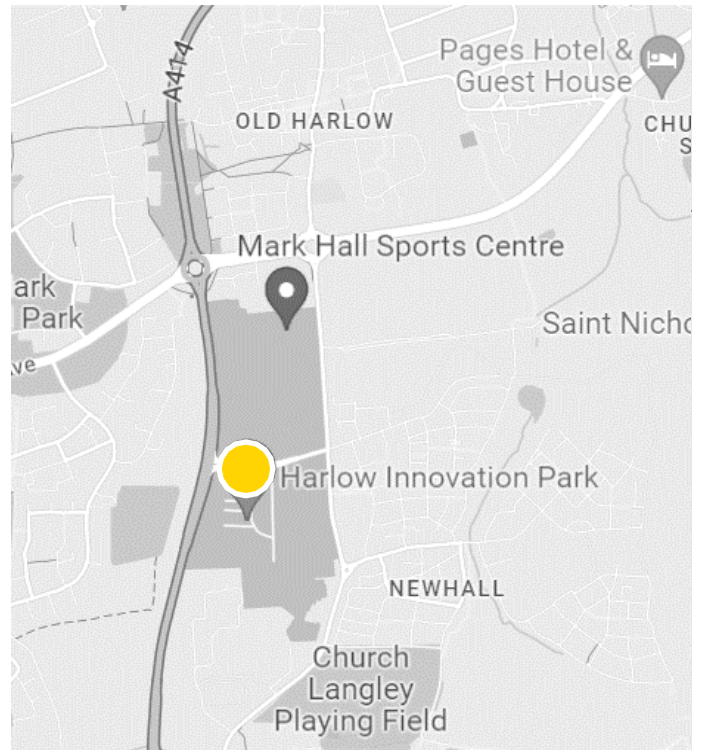 A414
Pages Hotel &
Guest House
OLD HARLOW
CHU
S
Mark Hall Sports Centre
ark
Park
Saint Nicho
ve
Harlow Innovation Park
NEWHALL
Church
Langley
Playing Field